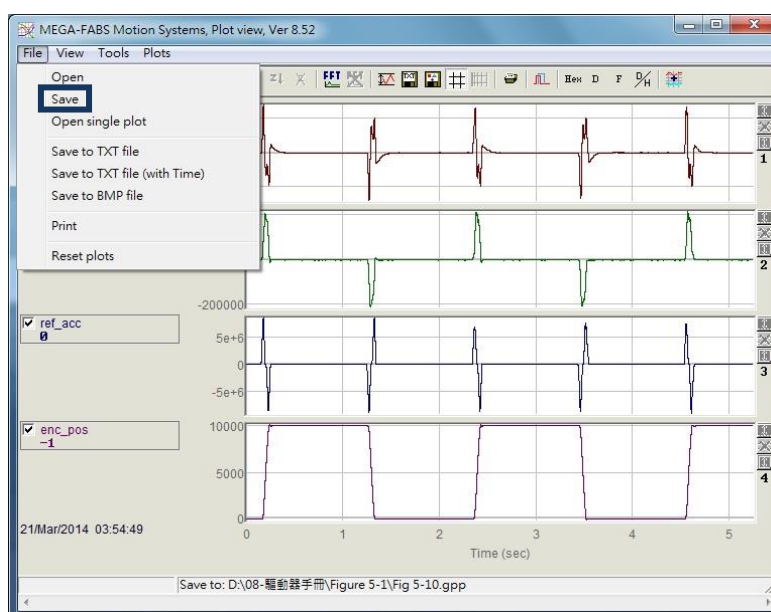 MEGA-FABS Motion Systems, Plot view, Ver 8.52
File View Tools Plots
Open
Save
Open single plot
Save to TXT file
Save to TXT file (with Time)
Save to BMP file
Print
Reset plots
FFT
Hex D F D/H
1
-200000
2
ref_acc
0
5e+6
0
-5e+6
3
enc_pos
-1
10000
5000
0
4
0 1 2 3 4 5
Time (sec)
21/Mar/2014 03:54:49
Save to: D:\08-驅動器手冊\Figure 5-1\Fig 5-10.gpp